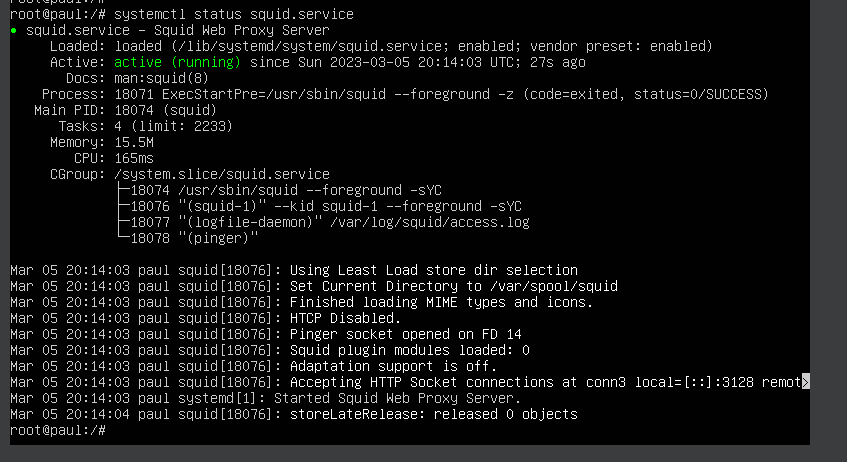 root@paul:/#
root@paul:/# systemctl status squid.service
● squid.service - Squid Web Proxy Server
Loaded: loaded (/lib/systemd/system/squid.service; enabled; vendor preset: enabled)
Active: active (running) since Sun 2023-03-05 20:14:03 UTC; 27s ago
Docs: man:squid(8)
Process: 18071 ExecStartPre=/usr/sbin/squid --foreground -z (code=exited, status=0/SUCCESS)
Main PID: 18074 (squid)
Tasks: 4 (limit: 2233)
Memory: 15.5M
CPU: 165ms
CGroup: /system.slice/squid.service
├─18074 /usr/sbin/squid --foreground -sYC
├─18076 "(squid-1)" --kid squid-1 --foreground -sYC
├─18077 "(logfile-daemon)" /var/log/squid/access.log
└─18078 "(pinger)"
Mar 05 20:14:03 paul squid[18076]: Using Least Load store dir selection
Mar 05 20:14:03 paul squid[18076]: Set Current Directory to /var/spool/squid
Mar 05 20:14:03 paul squid[18076]: Finished loading MIME types and icons.
Mar 05 20:14:03 paul squid[18076]: HTCP Disabled.
Mar 05 20:14:03 paul squid[18076]: Pinger socket opened on FD 14
Mar 05 20:14:03 paul squid[18076]: Squid plugin modules loaded: 0
Mar 05 20:14:03 paul squid[18076]: Adaptation support is off.
Mar 05 20:14:03 paul squid[18076]: Accepting HTTP Socket connections at conn3 local=[::]:3128 remot>
Mar 05 20:14:03 paul systemd[1]: Started Squid Web Proxy Server.
Mar 05 20:14:04 paul squid[18076]: storeLateRelease: released 0 objects
root@paul:/#